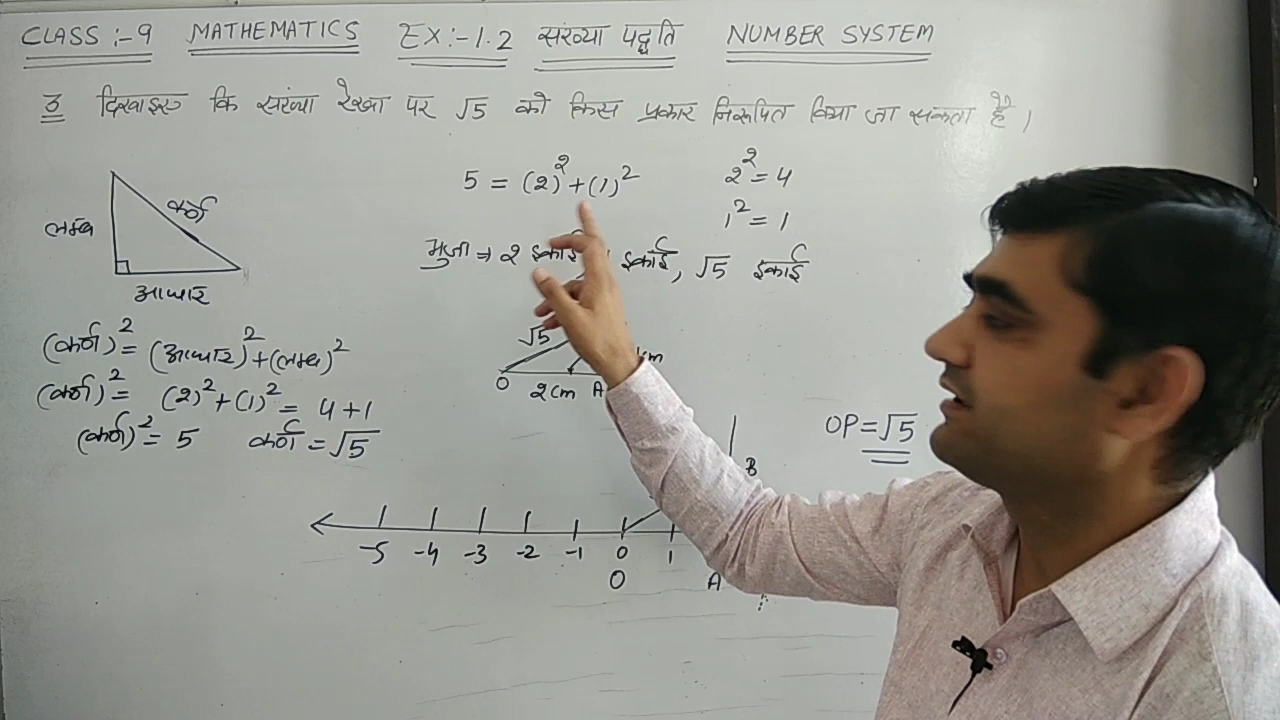 CLASS :- 9 MATHEMATICS EX:-1.2 संख्या पद्धति NUMBER SYSTEM
3 दिखाइए कि संख्या रेखा पर √5 को किस प्रकार निरूपित किया जा सकता है।
5 = (2)² + (1)²
2² = 4
1² = 1
भुजा → 2 इकाई 1 इकाई, √5 इकाई
लम्ब
कर्ण
आधार
(कर्ण)² = (आधार)² + (लम्ब)²
(कर्ण)² = (2)² + (1)² = 4 + 1
(कर्ण)² = 5 कर्ण = √5
√5
cm
O 2cm A
OP = √5
B
-5 -4 -3 -2 -1 0 1
O A